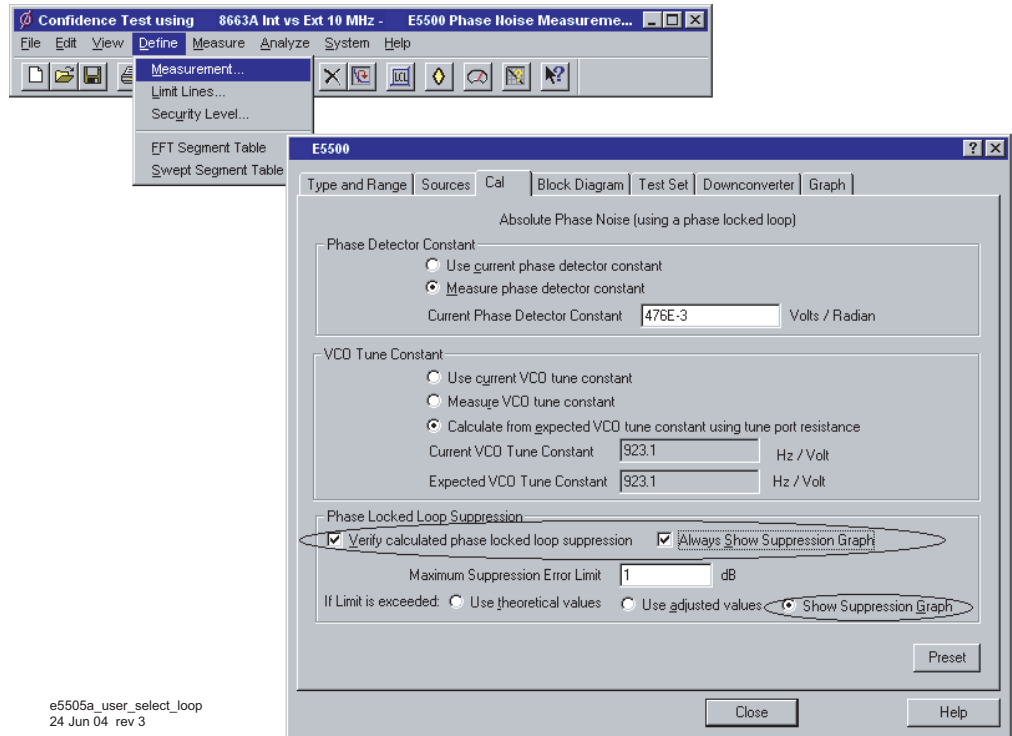 Confidence Test using 8663A Int vs Ext 10 MHz - E5500 Phase Noise Measureme...
File Edit View Define Measure Analyze System Help
Measurement...
Limit Lines...
Security Level...
FFT Segment Table
Swept Segment Table
E5500
Type and Range Sources Cal Block Diagram Test Set Downconverter Graph
Absolute Phase Noise (using a phase locked loop)
Phase Detector Constant
Use current phase detector constant
Measure phase detector constant
Current Phase Detector Constant 476E-3 Volts / Radian
VCO Tune Constant
Use current VCO tune constant
Measure VCO tune constant
Calculate from expected VCO tune constant using tune port resistance
Current VCO Tune Constant 923.1 Hz / Volt
Expected VCO Tune Constant 923.1 Hz / Volt
Phase Locked Loop Suppression
Verify calculated phase locked loop suppression Always Show Suppression Graph
Maximum Suppression Error Limit 1 dB
If Limit is exceeded: Use theoretical values Use adjusted values Show Suppression Graph
Preset
Close Help
e5505a_user_select_loop
24 Jun 04 rev 3